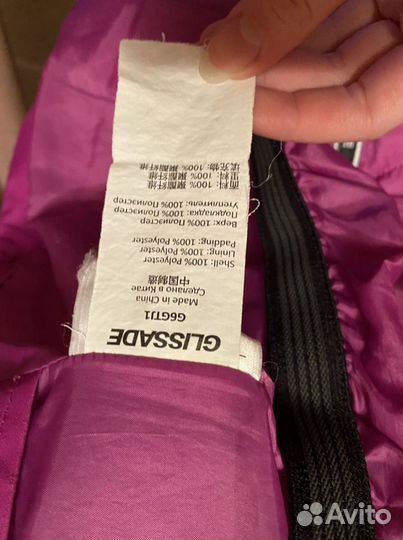 GLISSADE
G6GTJ1
Made in China
Сделано в Китае
中国制造
Shell: 100% Polyester
Lining: 100% Polyester
Padding: 100% Polyester
Верх: 100% Полиэстер
Подкладка: 100% Полиэстер
Утеплитель: 100% Полиэстер
面料: 100% 聚酯纤维
里料: 100% 聚酯纤维
填充物: 100% 聚酯纤维
Avito